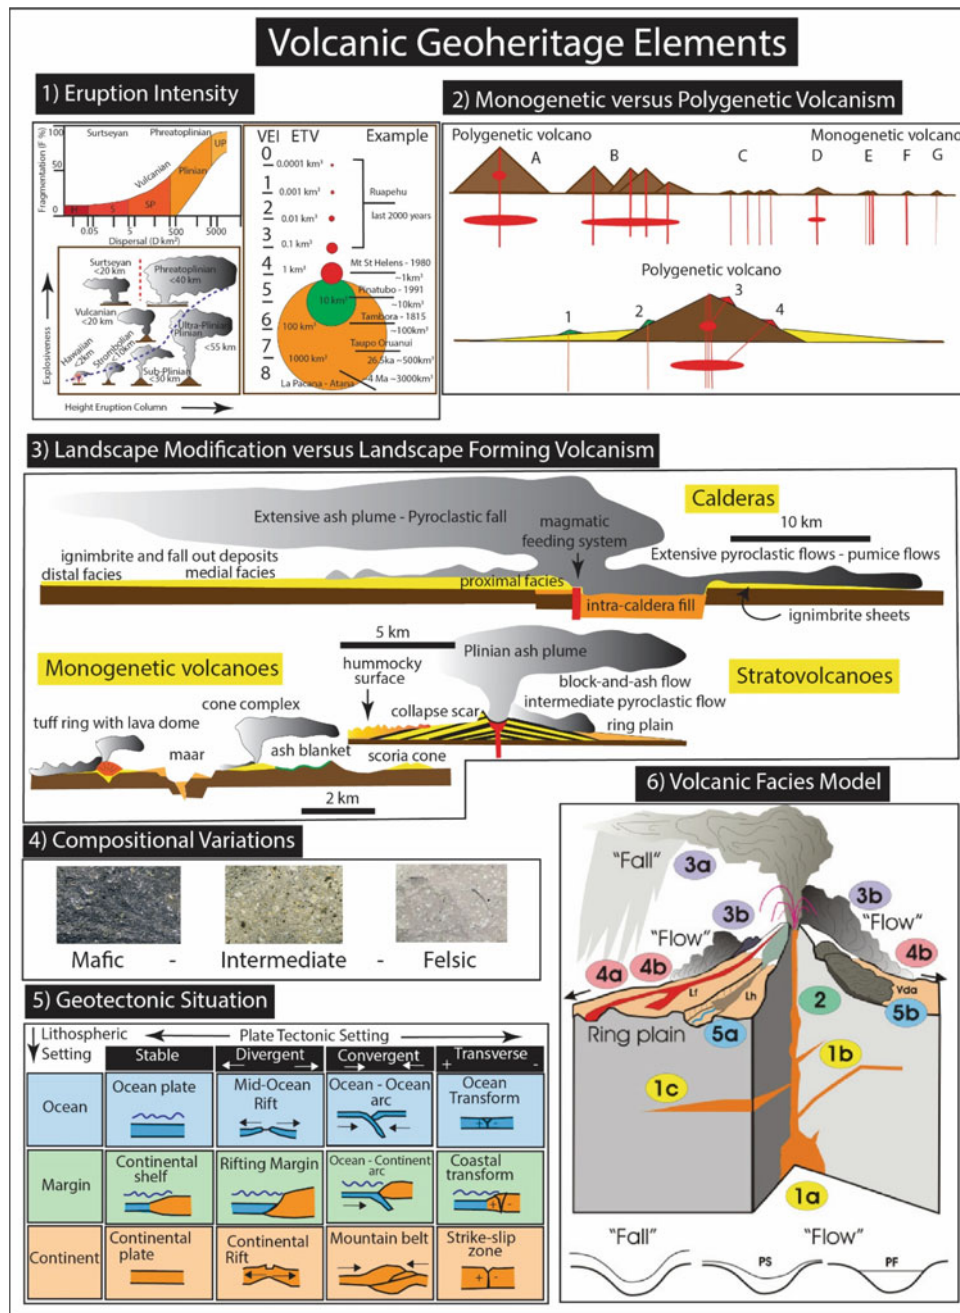 Volcanic Geoheritage Elements
1) Eruption Intensity
Fragmentation (F %)
100
50
0
Surtseyan
Phreatoplinian
UP
Vulcanian
Plinian
H
S
SP
0.05
5
500
5000
Dispersal (D km²)
Explosiveness
Surtseyan
<20 km
Phreatoplinian
<40 km
Vulcanian
<20 km
Ultra-Plinian
Plinian
<55 km
Hawaiian
<2km
Strombolian
<10km
Sub-Plinian
<30 km
Height Eruption Column
VEI ETV Example
0
0.0001 km³
1
0.001 km³
2
0.01 km³
3
0.1 km³
Ruapehu
last 2000 years
4
1 km³
Mt St Helens - 1980
~1km³
5
10 km³
Pinatubo - 1991
~10km³
6
100 km³
Tambora - 1815
~100km³
7
1000 km³
Taupo Oruanui
26.5ka ~500km³
8
La Pacana - Atana
~4 Ma ~3000km³
2) Monogenetic versus Polygenetic Volcanism
Polygenetic volcano
Monogenetic volcano
A
B
C
D
E
F
G
Polygenetic volcano
1
2
3
4
3) Landscape Modification versus Landscape Forming Volcanism
Extensive ash plume - Pyroclastic fall
magmatic
feeding system
Calderas
10 km
Extensive pyroclastic flows - pumice flows
ignimbrite and fall out deposits
distal facies
medial facies
proximal facies
intra-caldera fill
ignimbrite sheets
Monogenetic volcanoes
5 km
hummocky
surface
Plinian ash plume
block-and-ash flow
intermediate pyroclastic flow
Stratovolcanoes
collapse scar
ring plain
tuff ring with lava dome
cone complex
maar
ash blanket
scoria cone
2 km
4) Compositional Variations
Mafic - Intermediate - Felsic
5) Geotectonic Situation
Lithospheric
Setting
Plate Tectonic Setting
Stable
Divergent
Convergent
Transverse
+ -
Ocean
Ocean plate
Mid-Ocean
Rift
Ocean - Ocean
arc
Ocean
Transform
+ -
Margin
Continental
shelf
Rifting Margin
Ocean - Continent
arc
Coastal
transform
+ -
Continent
Continental
plate
Continental
Rift
Mountain belt
Strike-slip
zone
+ -
6) Volcanic Facies Model
"Fall"
3a
3b
3b
"Flow"
"Flow"
4a
4b
4b
Lf
Lh
Vda
2
5a
5b
Ring plain
1b
1c
1a
"Fall"
"Flow"
PS
PF